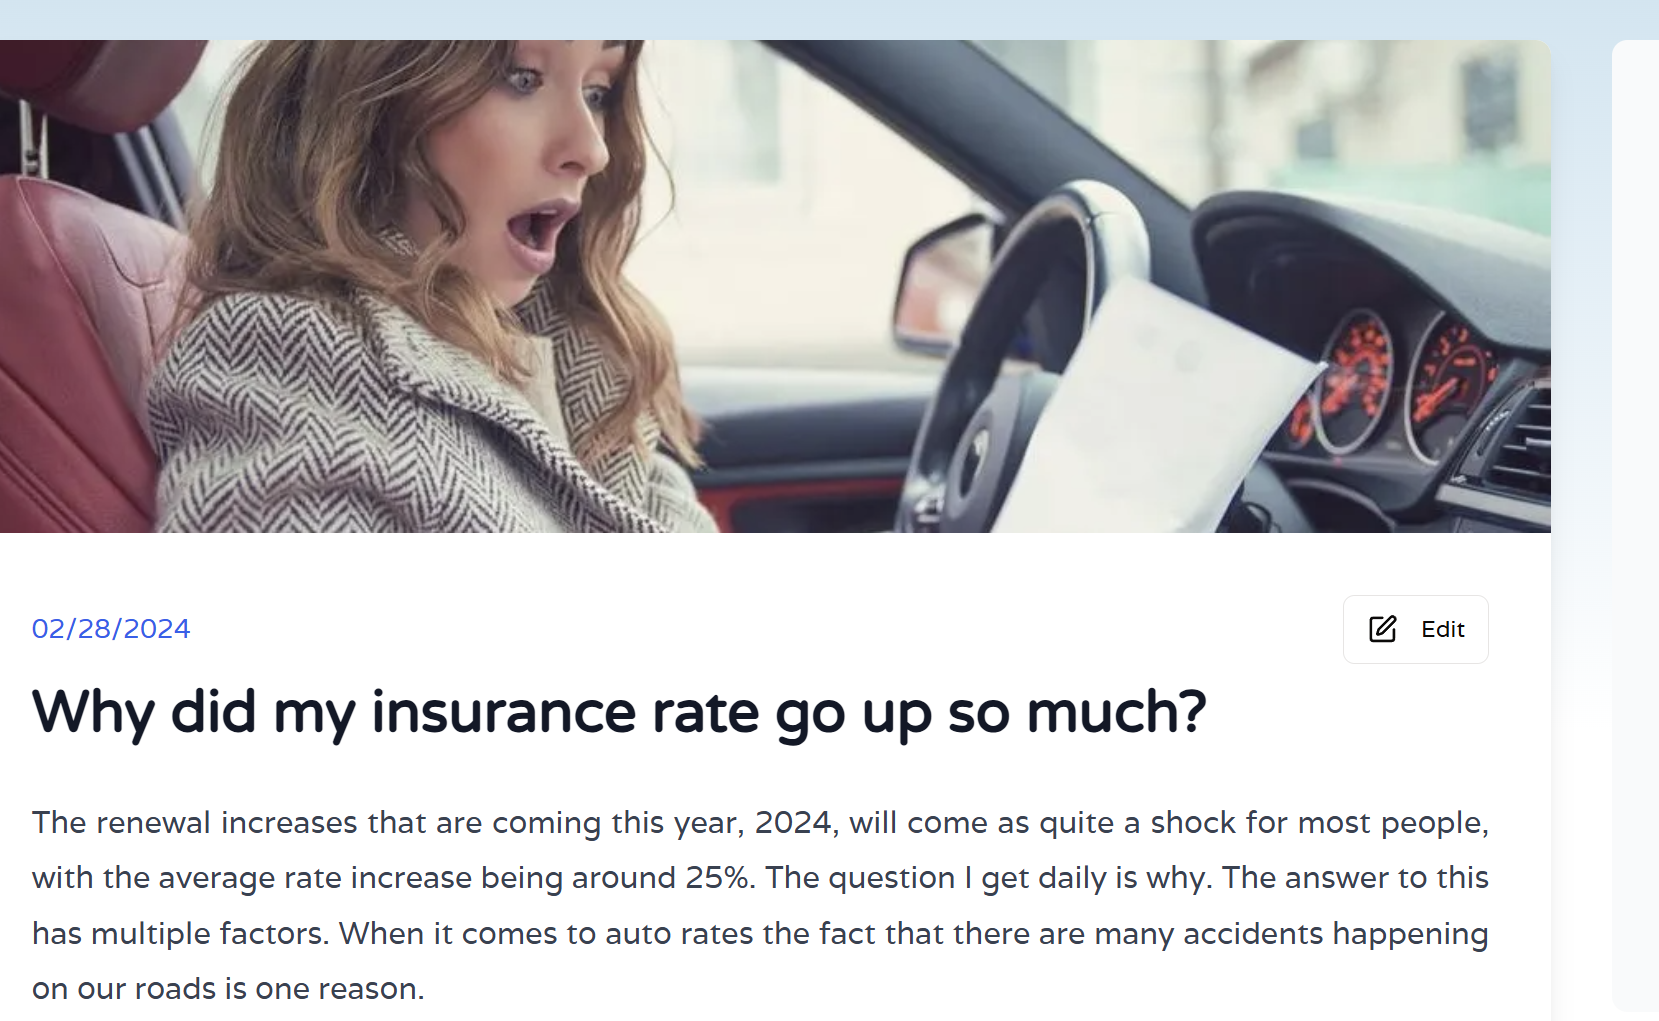 02/28/2024
Edit
Why did my insurance rate go up so much?
The renewal increases that are coming this year, 2024, will come as quite a shock for most people,
with the average rate increase being around 25%. The question I get daily is why. The answer to this
has multiple factors. When it comes to auto rates the fact that there are many accidents happening
on our roads is one reason.